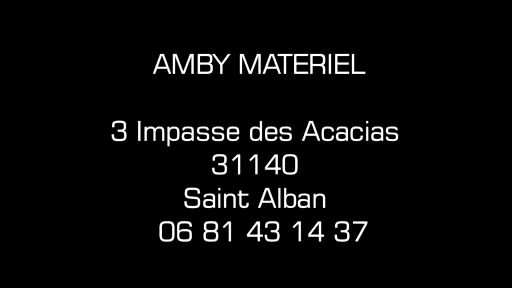 AMBY MATERIEL
3 Impasse des Acacias
31140
Saint Alban
06 81 43 14 37